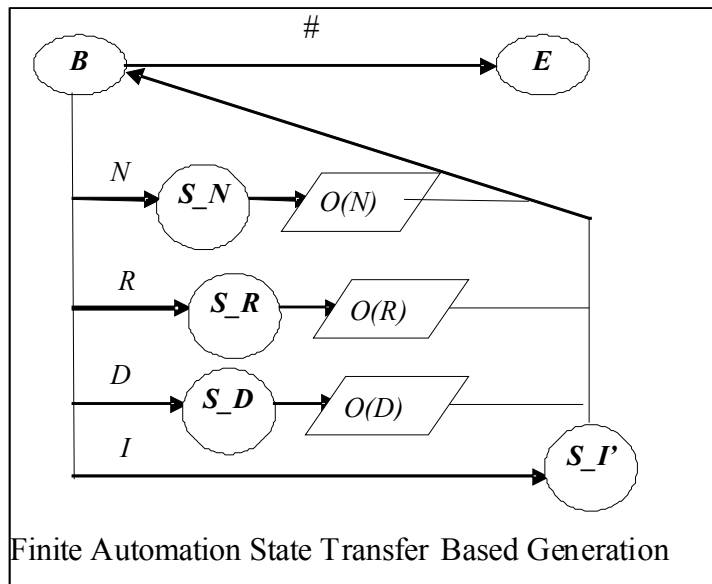 #
B
E
N
S_N
O(N)
R
S_R
O(R)
D
S_D
O(D)
I
S_I’
Finite Automation State Transfer Based Generation